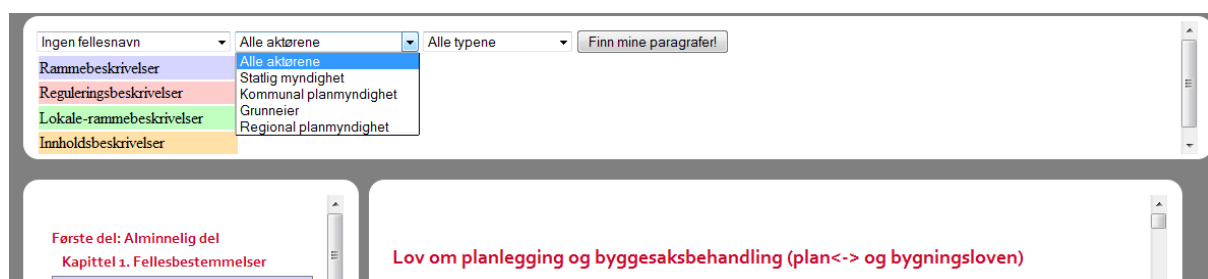 Ingen fellesnavn Alle aktørene Alle typene Finn mine paragrafer!
Rammebeskrivelser
Reguleringsbeskrivelser
Lokale-rammebeskrivelser
Innholdsbeskrivelser
Alle aktørene
Statlig myndighet
Kommunal planmyndighet
Grunneier
Regional planmyndighet
Første del: Alminnelig del
Kapittel 1. Fellesbestemmelser
Lov om planlegging og byggesaksbehandling (plan<-> og bygningsloven)